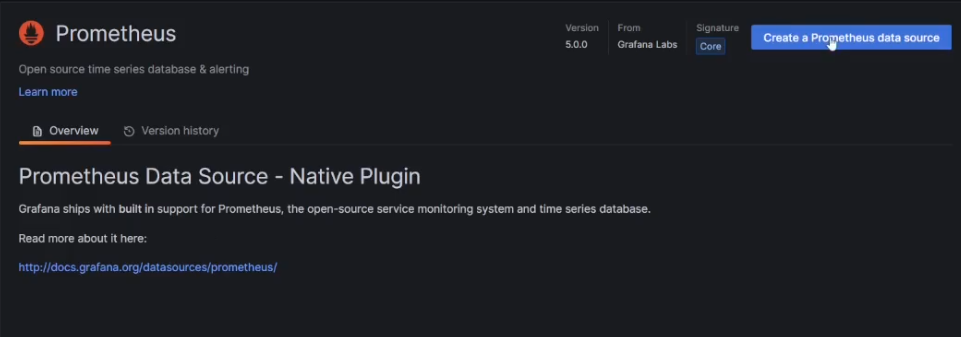 Prometheus
Version
5.0.0
From
Grafana Labs
Signature
Core
Create a Prometheus data source
Open source time series database & alerting
Learn more
Overview
Version history
Prometheus Data Source - Native Plugin
Grafana ships with built in support for Prometheus, the open-source service monitoring system and time series database.
Read more about it here:
http://docs.grafana.org/datasources/prometheus/